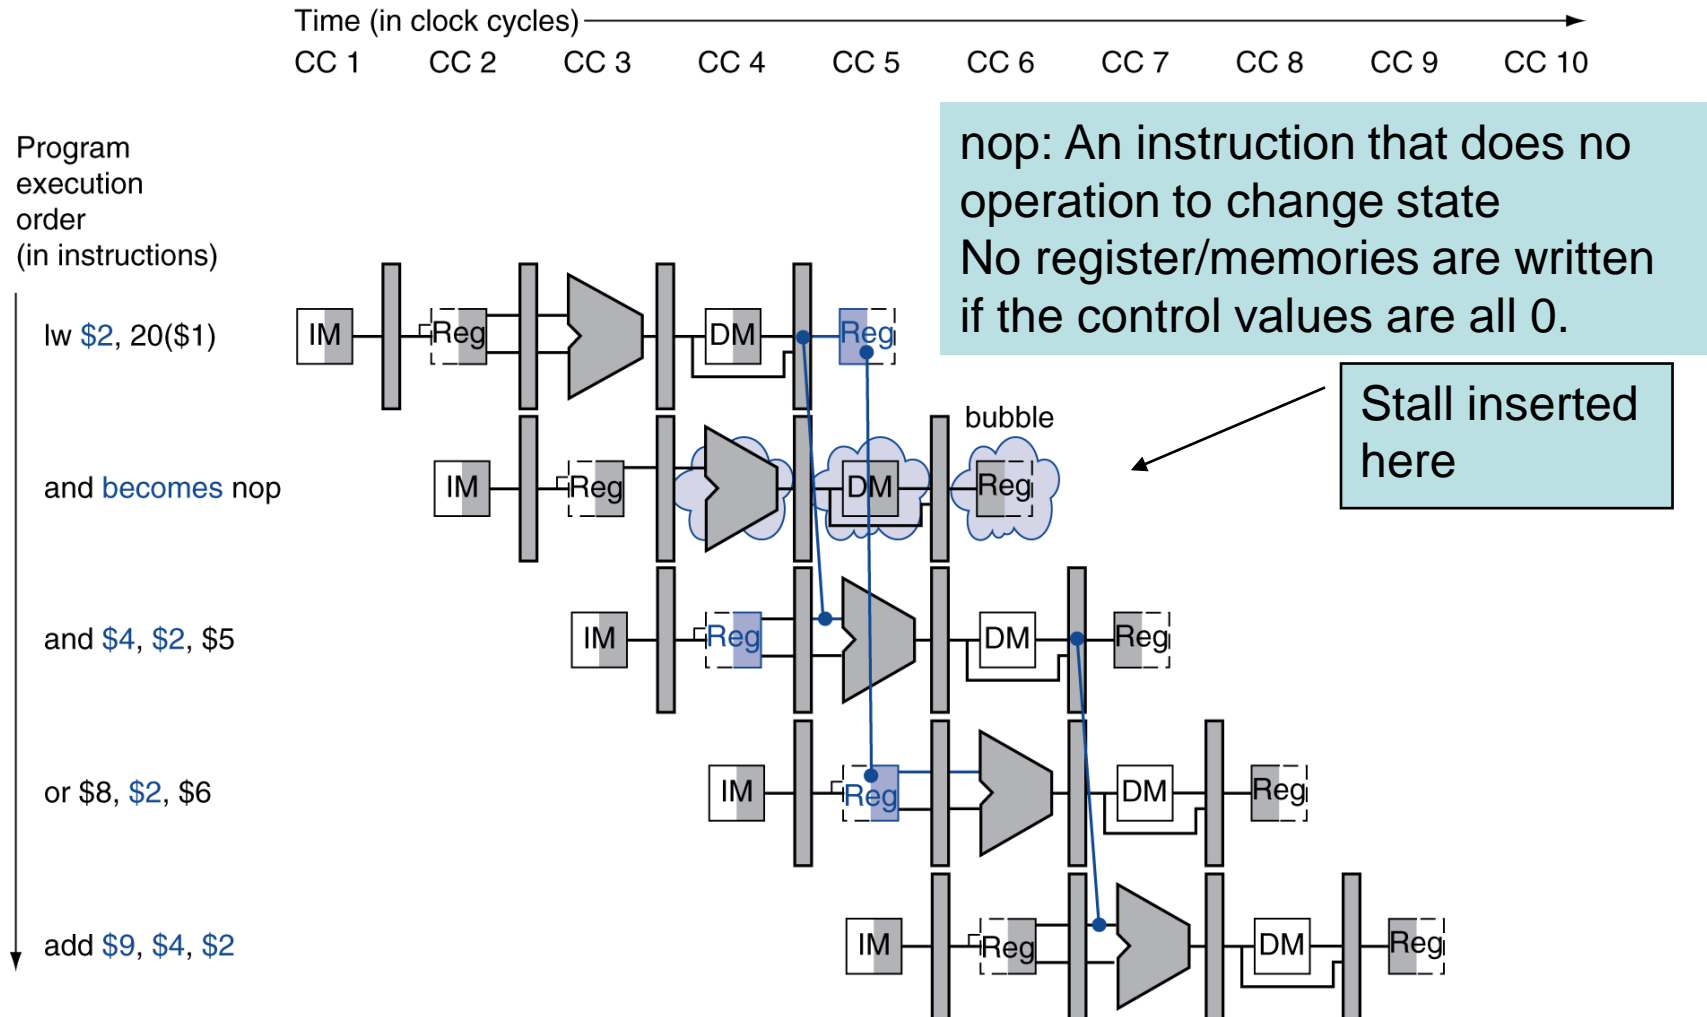 Time (in clock cycles)
CC 1 CC 2 CC 3 CC 4 CC 5 CC 6 CC 7 CC 8 CC 9 CC 10
Program
execution
order
(in instructions)
nop: An instruction that does no
operation to change state
No register/memories are written
if the control values are all 0.
lw $2, 20($1)
IM Reg DM Reg
Stall inserted
here
bubble
and becomes nop
IM Reg DM Reg
and $4, $2, $5
IM Reg DM Reg
or $8, $2, $6
IM Reg DM Reg
add $9, $4, $2
IM Reg DM Reg